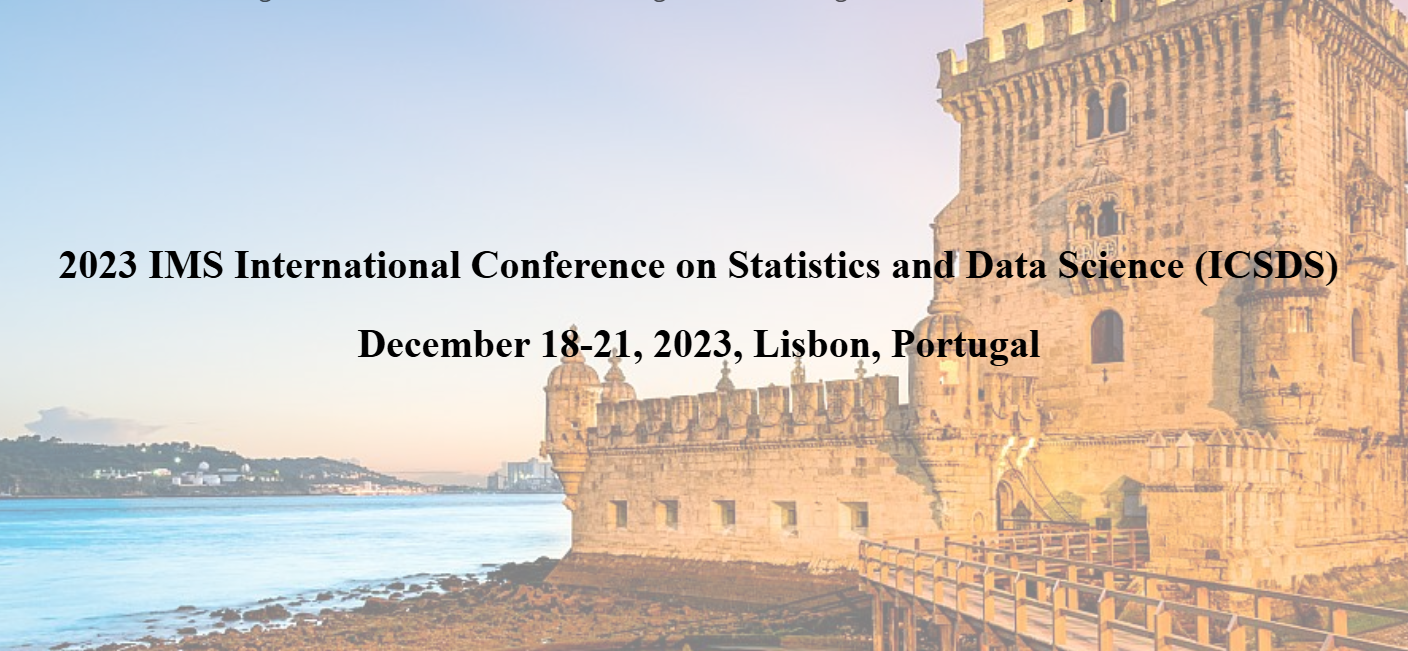 2023 IMS International Conference on Statistics and Data Science (ICSDS)
December 18-21, 2023, Lisbon, Portugal